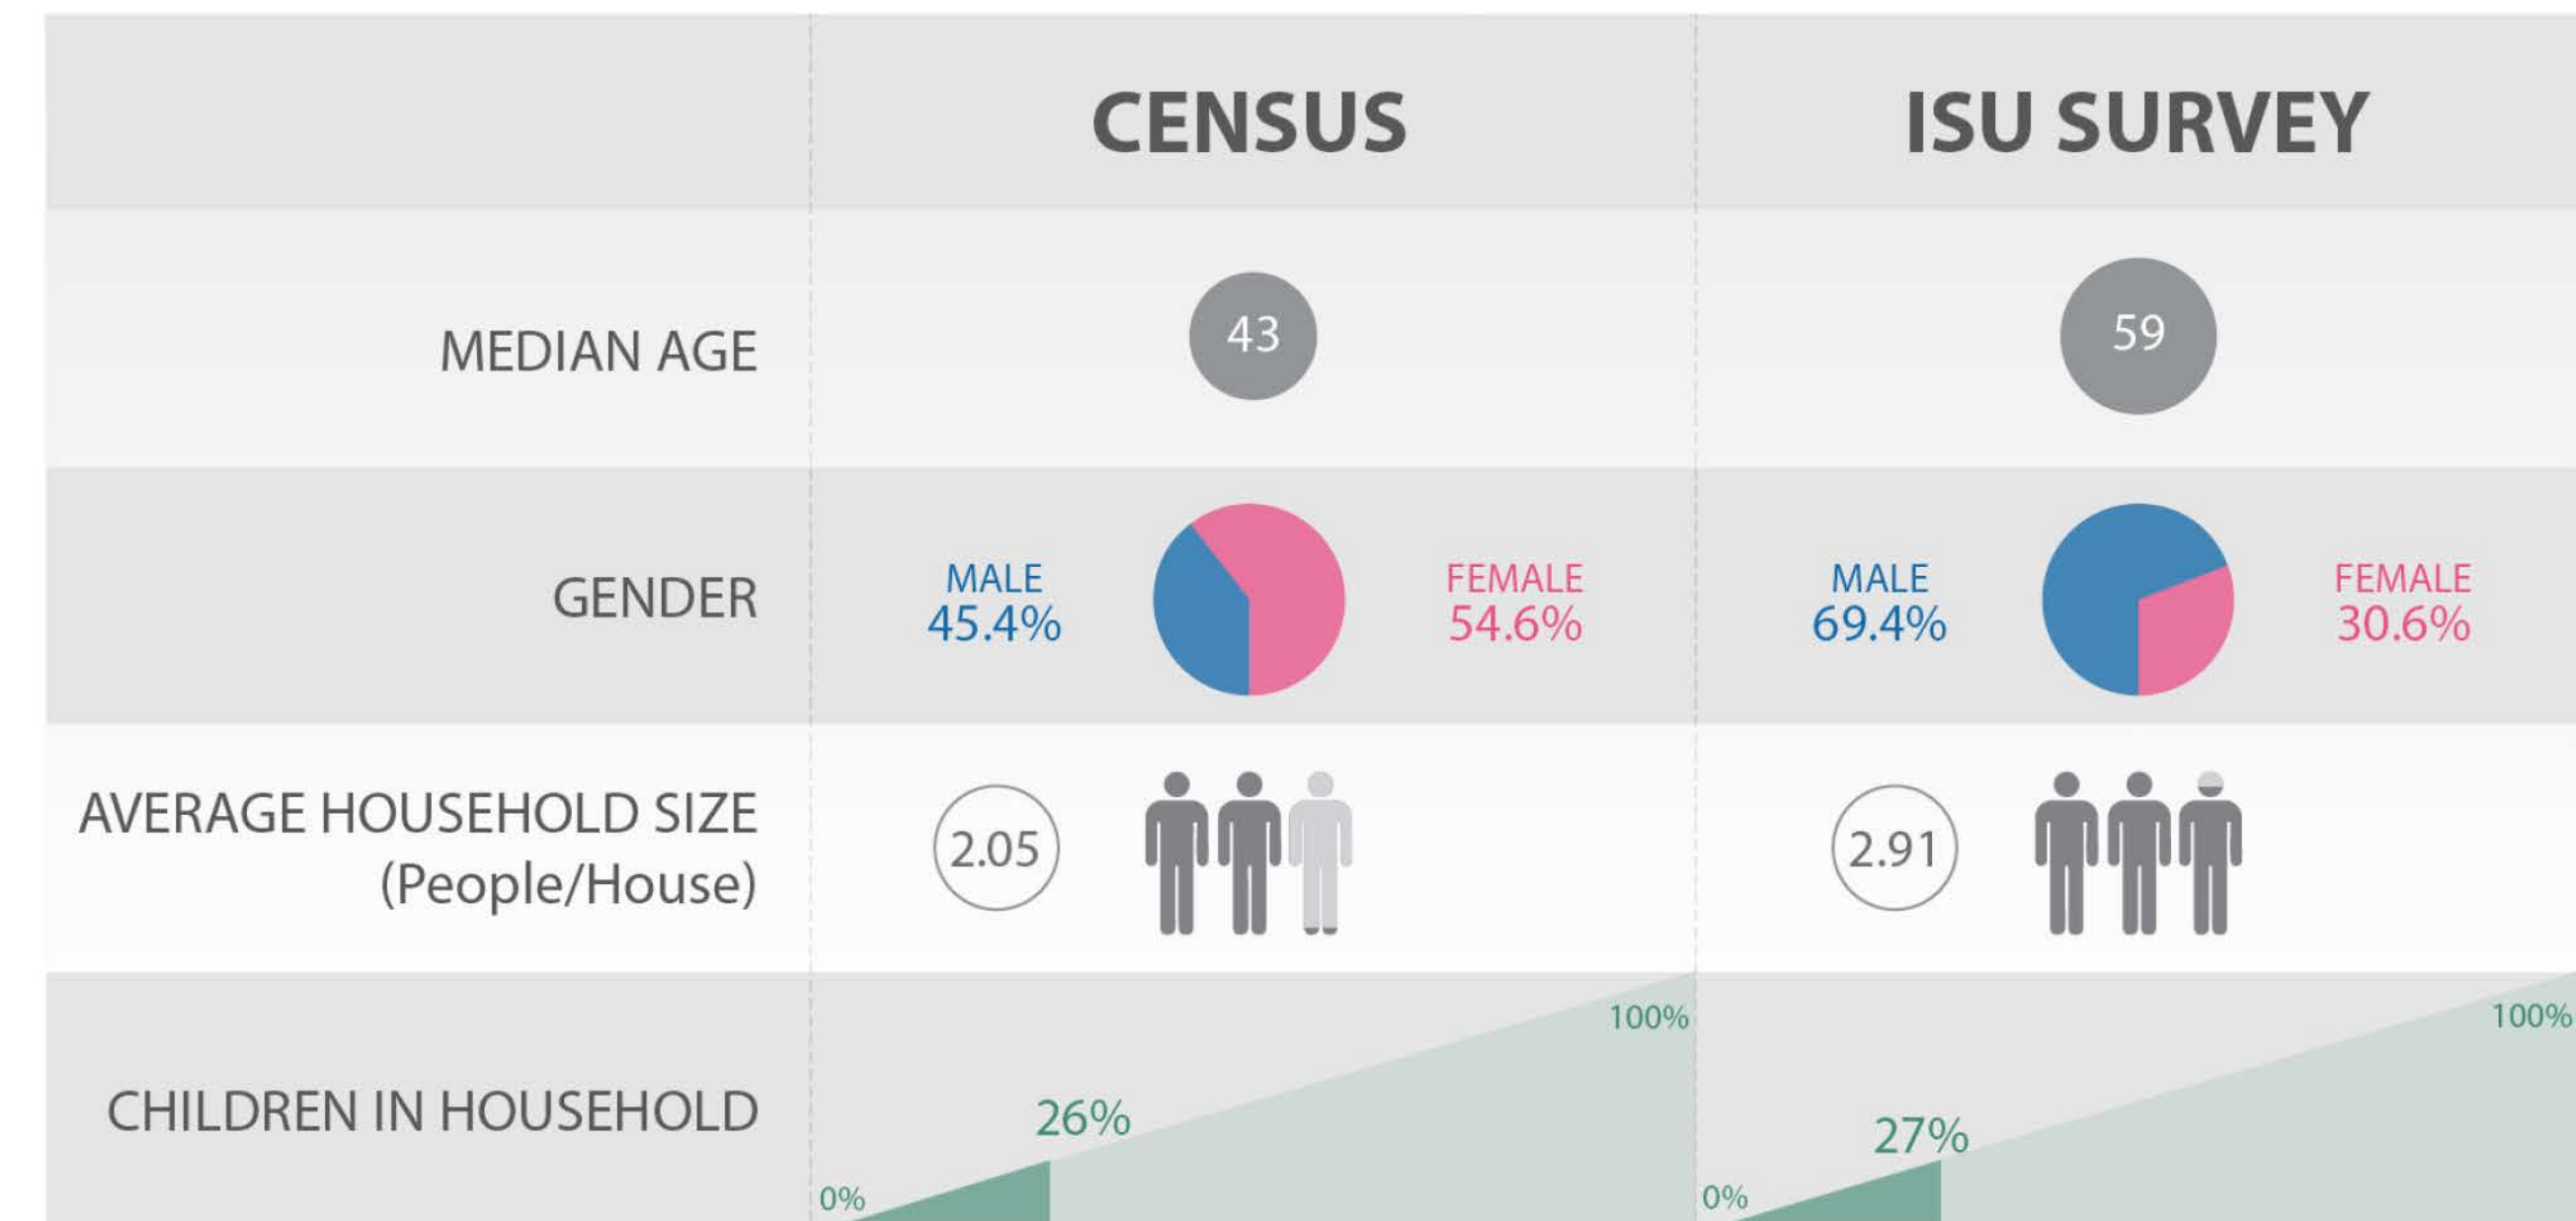 CENSUS
ISU SURVEY
MEDIAN AGE
43
59
GENDER
MALE
45.4%
FEMALE
54.6%
MALE
69.4%
FEMALE
30.6%
AVERAGE HOUSEHOLD SIZE
(People/House)
2.05
2.91
CHILDREN IN HOUSEHOLD
0%
26%
100%
0%
27%
100%